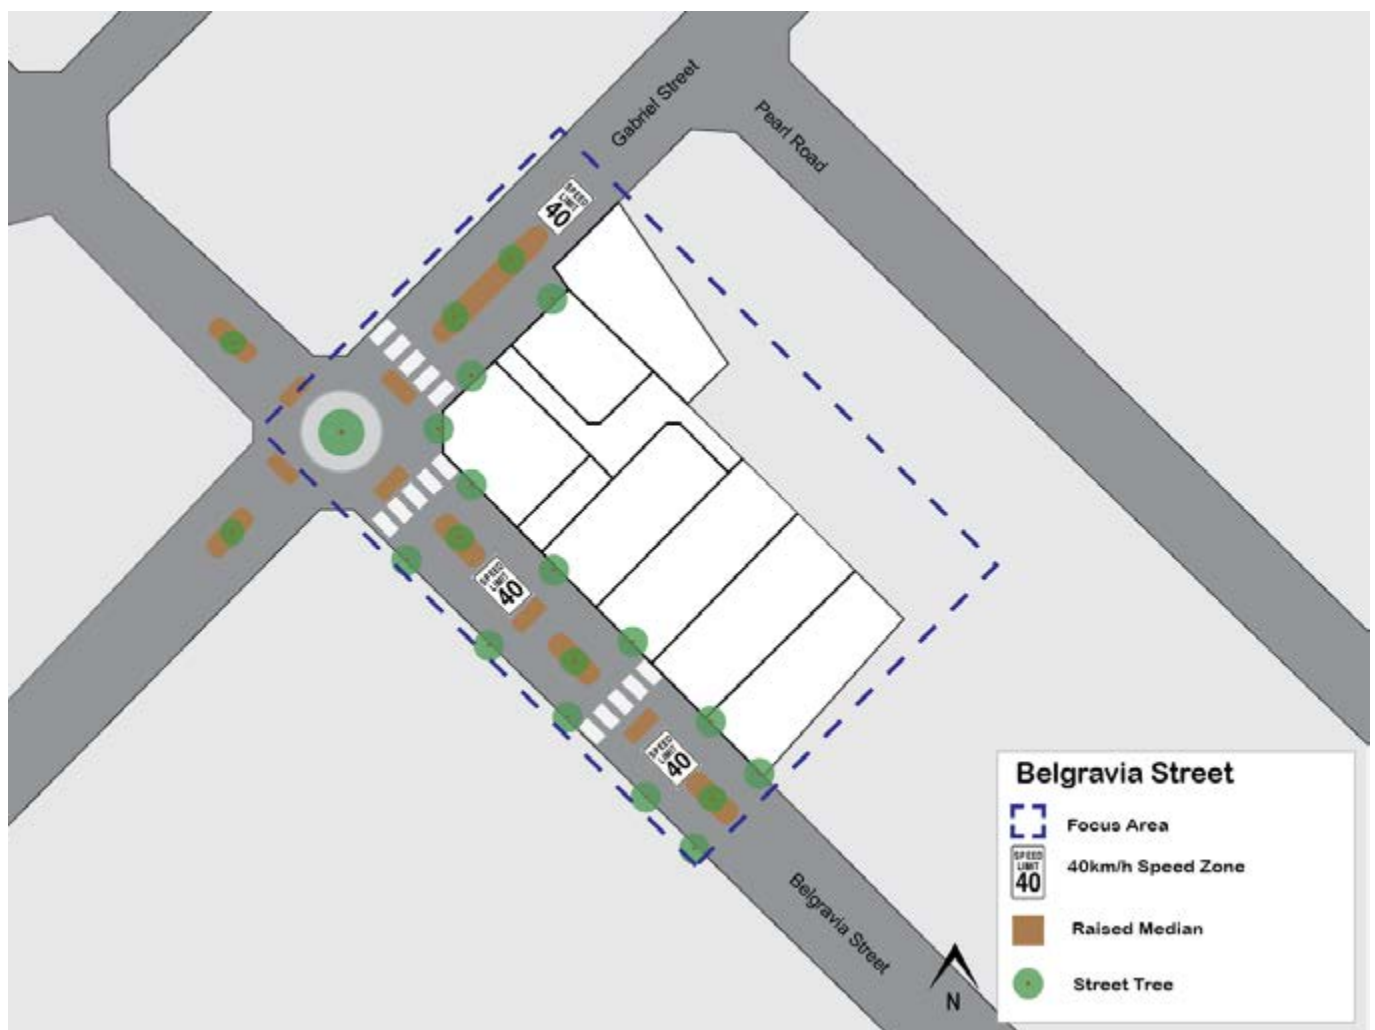 Gabriel Street
Pearl Road
SPEED
LIMIT
40
SPEED
LIMIT
40
SPEED
LIMIT
40
Belgravia Street
N
Belgravia Street
Focus Area
SPEED
LIMIT
40
40km/h Speed Zone
Raised Median
Street Tree